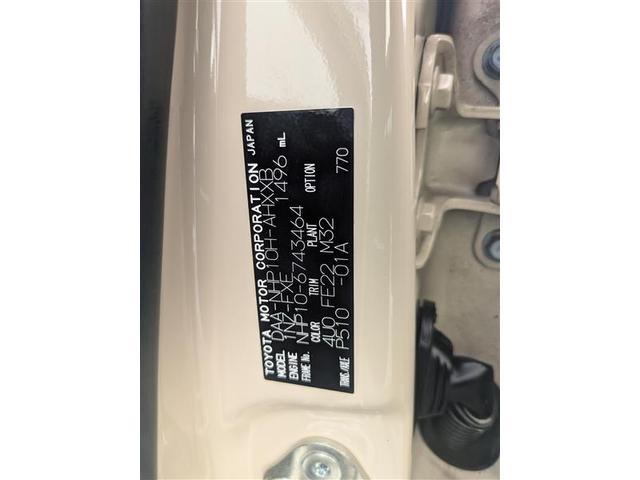 TOYOTA MOTOR CORPORATION JAPAN
MODEL DAA-NHP10H-AHXXB
ENGINE 1NZ-FXE 1496 mL
FRAME No. NHP10-6743464
COLOR TRIM PLANT OPTION
4U0 FE22 M32 770
TRANS./AXLE P510 -01A